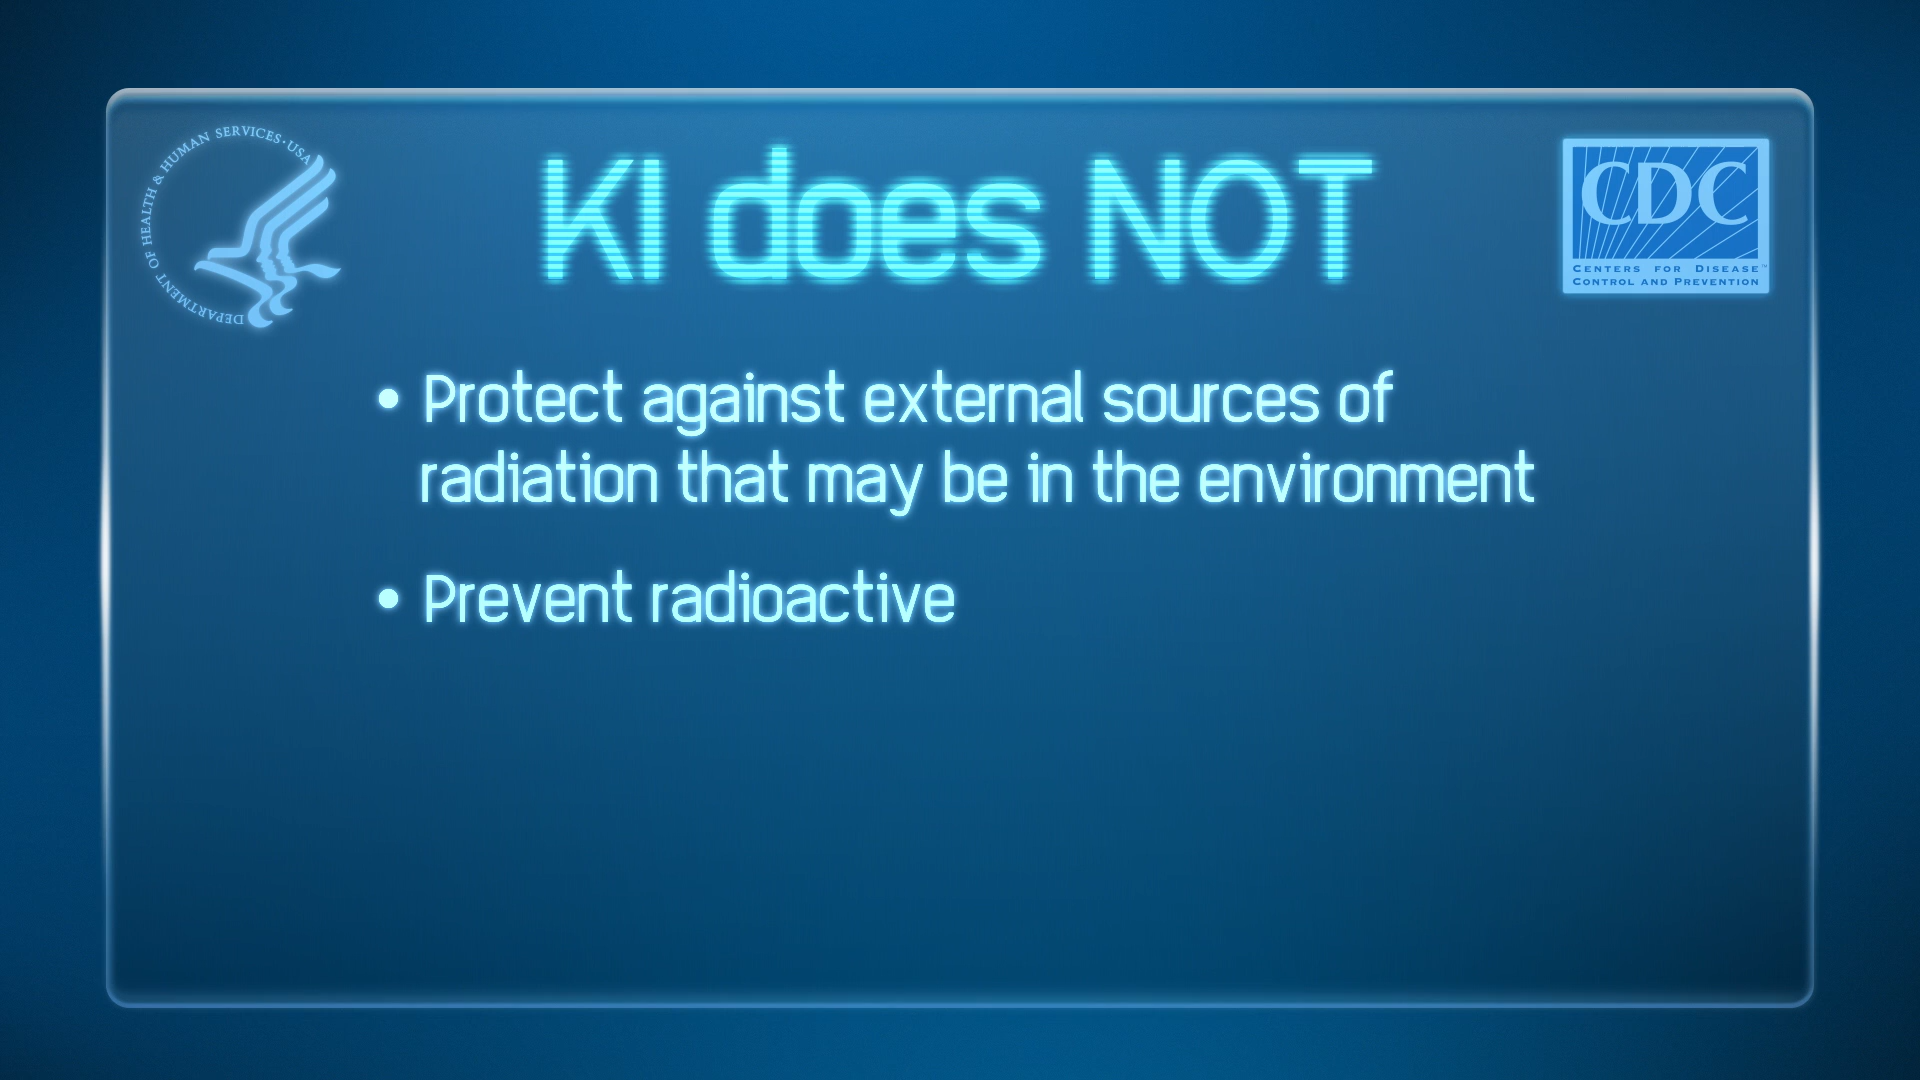 DEPARTMENT OF HEALTH & HUMAN SERVICES · USA
KI does NOT
CDC
CENTERS FOR DISEASE™
CONTROL AND PREVENTION
• Protect against external sources of
radiation that may be in the environment
• Prevent radioactive